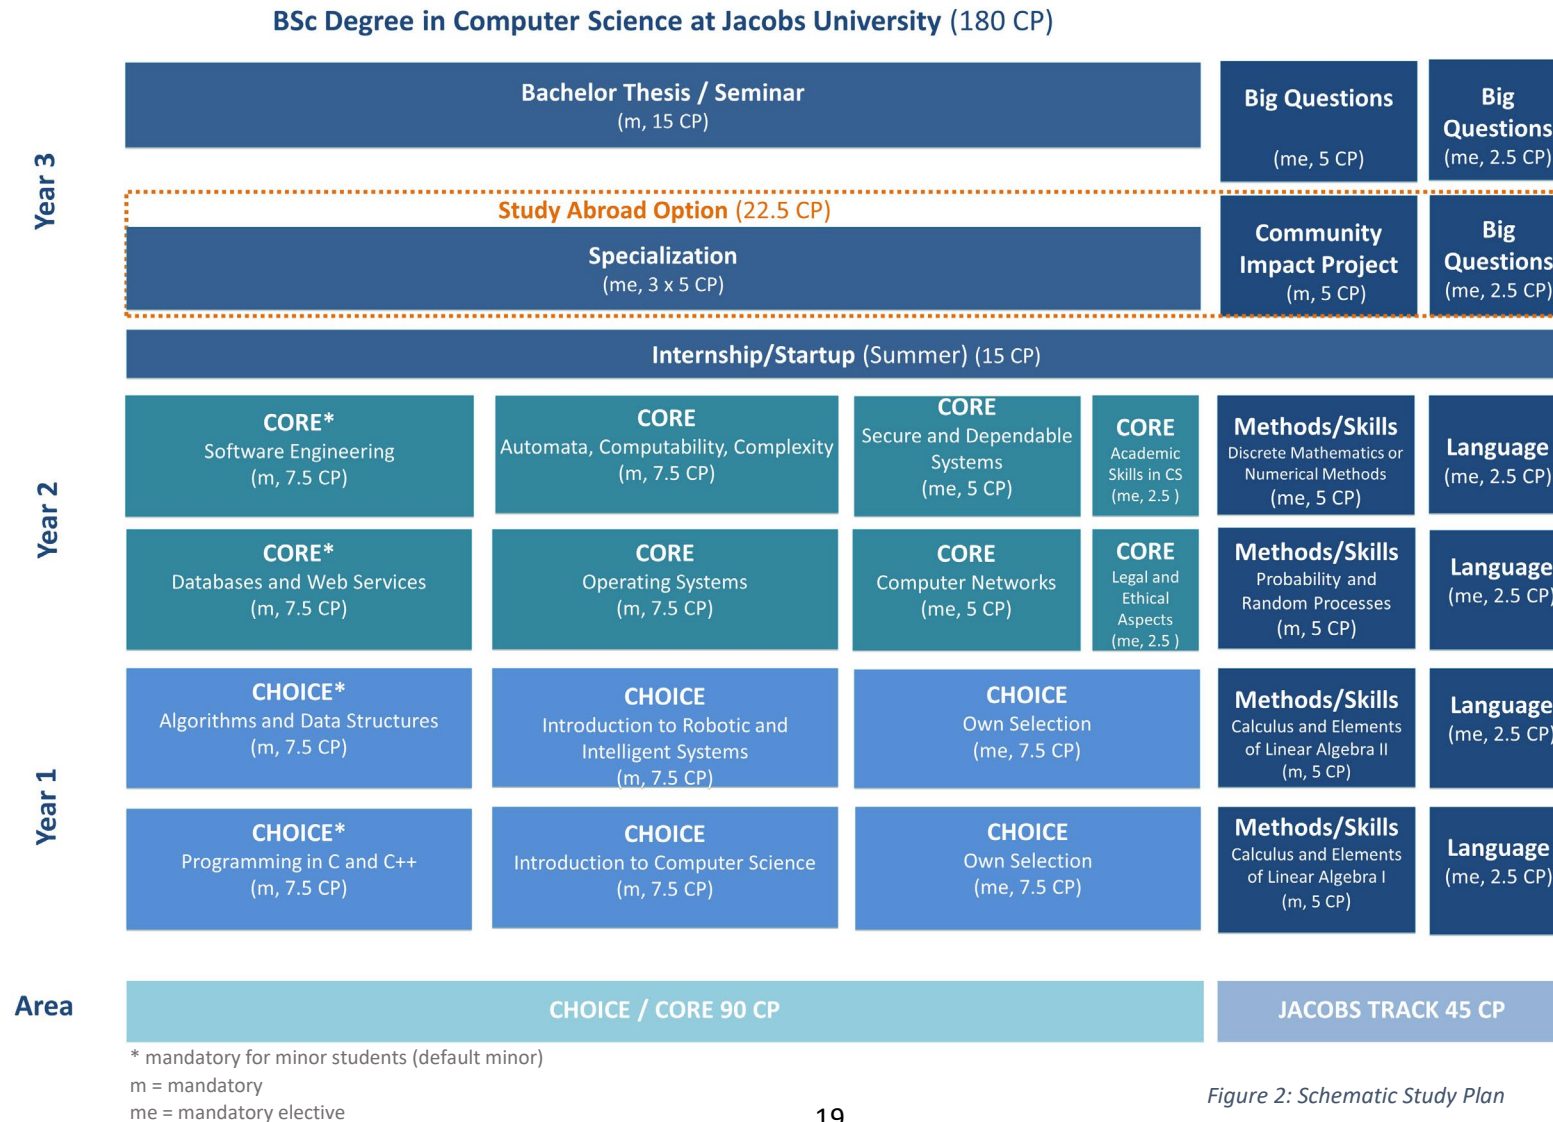 BSc Degree in Computer Science at Jacobs University (180 CP)
Year 3
Bachelor Thesis / Seminar
(m, 15 CP)
Big Questions
(me, 5 CP)
Big
Questions
(me, 2.5 CP)
Study Abroad Option (22.5 CP)
Specialization
(me, 3 x 5 CP)
Community
Impact Project
(m, 5 CP)
Big
Questions
(me, 2.5 CP)
Internship/Startup (Summer) (15 CP)
Year 2
CORE*
Software Engineering
(m, 7.5 CP)
CORE
Automata, Computability, Complexity
(m, 7.5 CP)
CORE
Secure and Dependable
Systems
(me, 5 CP)
CORE
Academic
Skills in CS
(me, 2.5 )
Methods/Skills
Discrete Mathematics or
Numerical Methods
(me, 5 CP)
Language
(me, 2.5 CP)
CORE*
Databases and Web Services
(m, 7.5 CP)
CORE
Operating Systems
(m, 7.5 CP)
CORE
Computer Networks
(me, 5 CP)
CORE
Legal and
Ethical
Aspects
(me, 2.5 )
Methods/Skills
Probability and
Random Processes
(m, 5 CP)
Language
(me, 2.5 CP)
Year 1
CHOICE*
Algorithms and Data Structures
(m, 7.5 CP)
CHOICE
Introduction to Robotic and
Intelligent Systems
(m, 7.5 CP)
CHOICE
Own Selection
(me, 7.5 CP)
Methods/Skills
Calculus and Elements
of Linear Algebra II
(m, 5 CP)
Language
(me, 2.5 CP)
CHOICE*
Programming in C and C++
(m, 7.5 CP)
CHOICE
Introduction to Computer Science
(m, 7.5 CP)
CHOICE
Own Selection
(me, 7.5 CP)
Methods/Skills
Calculus and Elements
of Linear Algebra I
(m, 5 CP)
Language
(me, 2.5 CP)
Area
CHOICE / CORE 90 CP
JACOBS TRACK 45 CP
* mandatory for minor students (default minor)
m = mandatory
me = mandatory elective
Figure 2: Schematic Study Plan
19